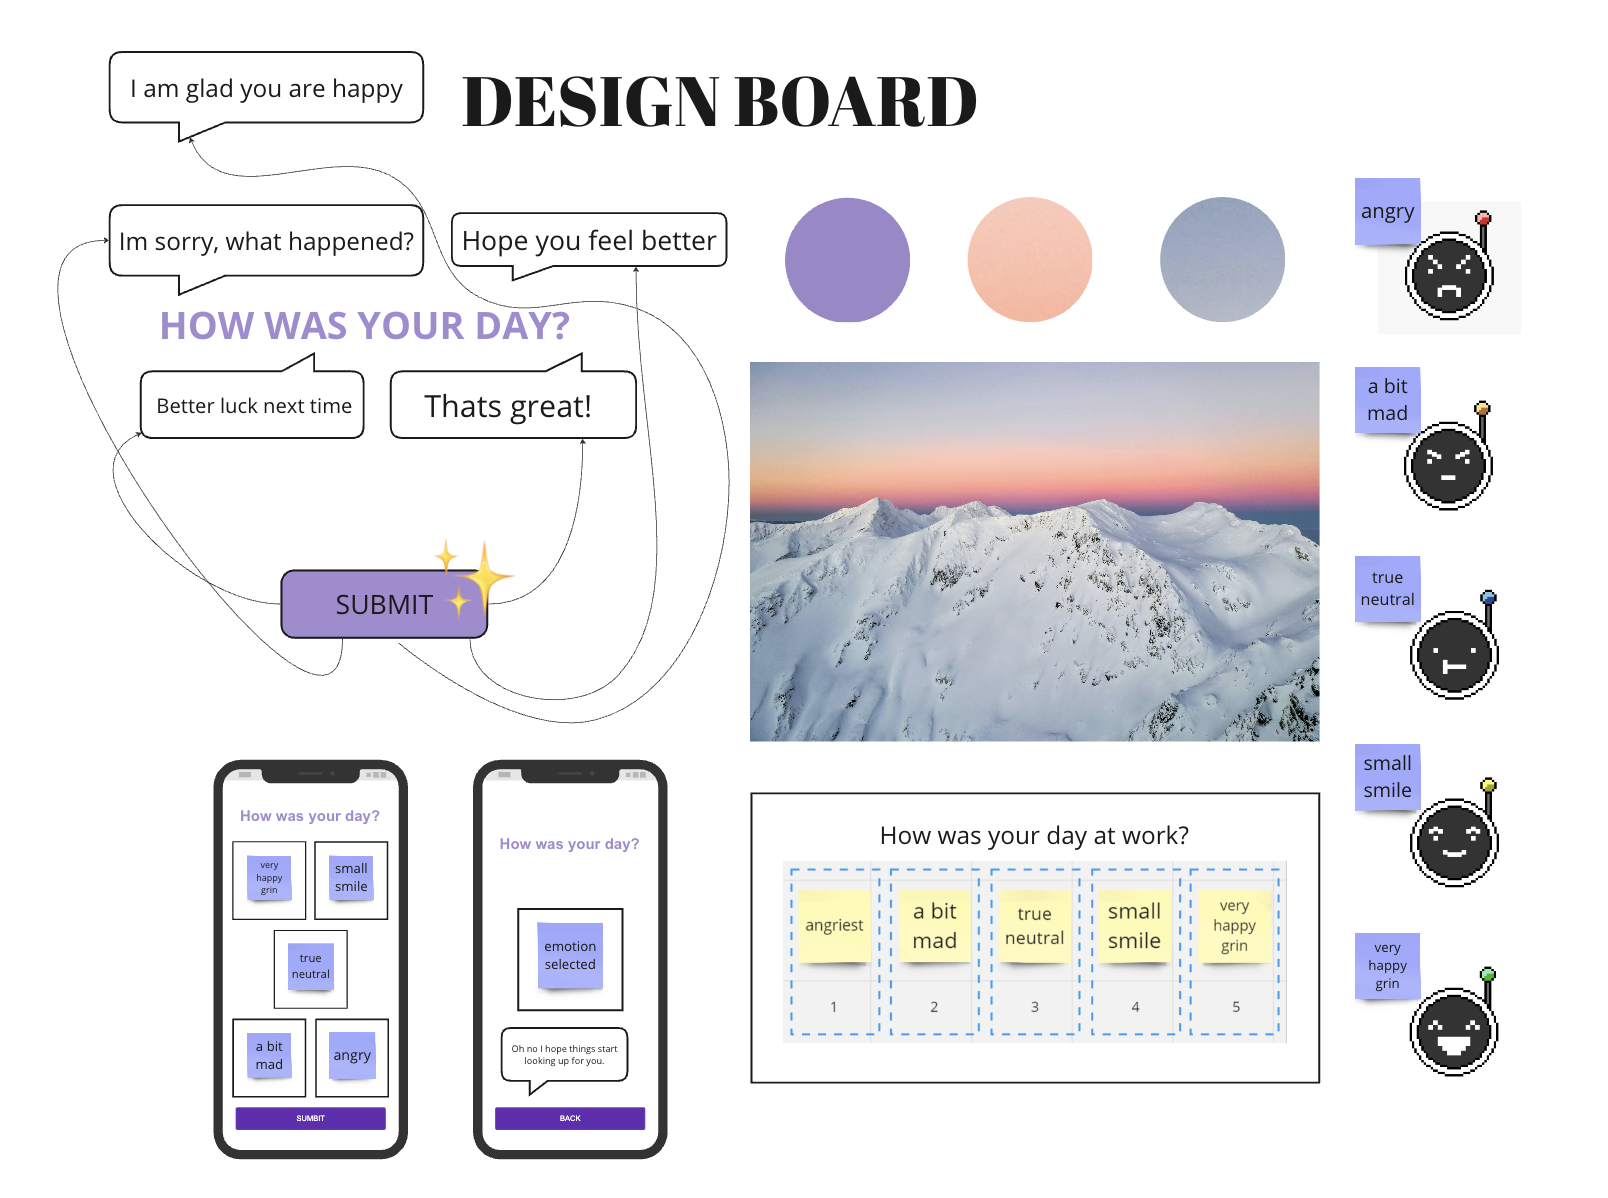 I am glad you are happy
DESIGN BOARD
Im sorry, what happened?
Hope you feel better
HOW WAS YOUR DAY?
Better luck next time
Thats great!
SUBMIT
angry
a bit
mad
true
neutral
small
smile
very
happy
grin
How was your day?
very
happy
grin
small
smile
true
neutral
a bit
mad
angry
SUMBIT
How was your day?
emotion
selected
Oh no I hope things start
looking up for you.
BACK
How was your day at work?
angriest
a bit
mad
true
neutral
small
smile
very
happy
grin
1
2
3
4
5